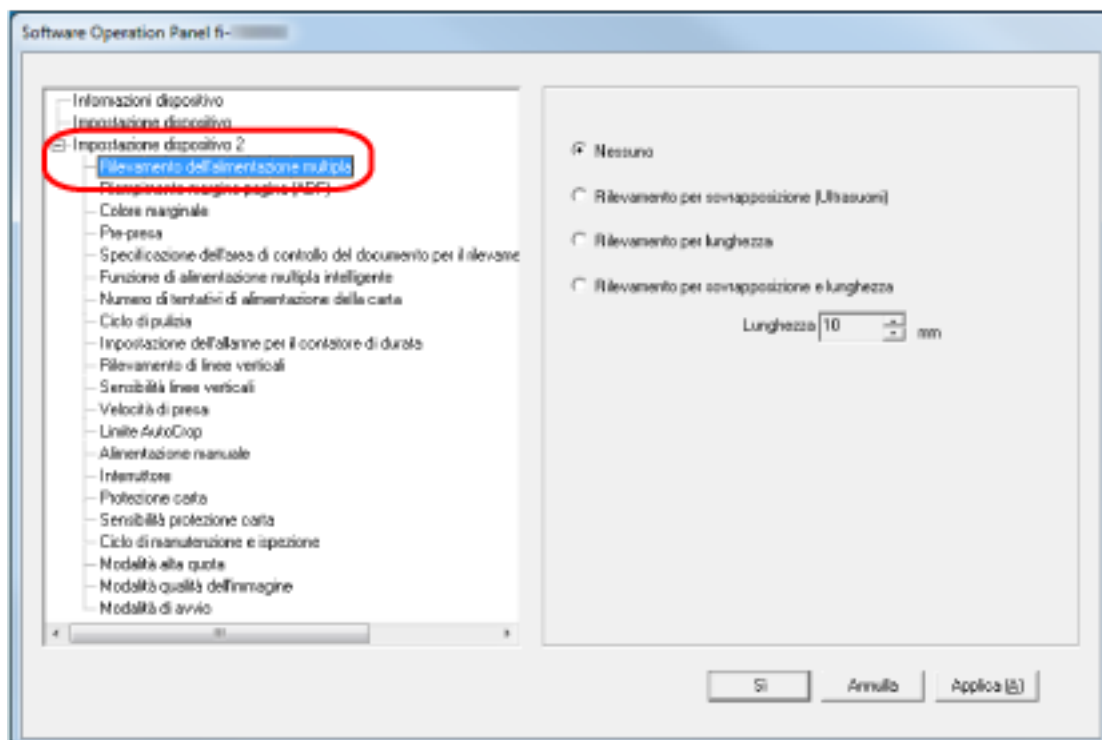 Software Operation Panel fi-
Informazioni dispositivo
Impostazione dispositivo
Impostazione dispositivo 2
Rilevamento dell'alimentazione multipla
Riempimento margine pagina (ADF)
Colore marginale
Pre-presa
Specificazione dell'area di controllo del documento per il rilevame
Funzione di alimentazione multipla intelligente
Numero di tentativi di alimentazione della carta
Ciclo di pulizia
Impostazione dell'allarme per il contatore di durata
Rilevamento di linee verticali
Sensibilità linee verticali
Velocità di presa
Limite AutoCrop
Alimentazione manuale
Interruttore
Protezione carta
Sensibilità protezione carta
Ciclo di manutenzione e ispezione
Modalità alta quota
Modalità qualità dell'immagine
Modalità di avvio
Nessuno
Rilevamento per sovrapposizione (Ultrasuoni)
Rilevamento per lunghezza
Rilevamento per sovrapposizione e lunghezza
Lunghezza 10 mm
Sì Annulla Applica (A)